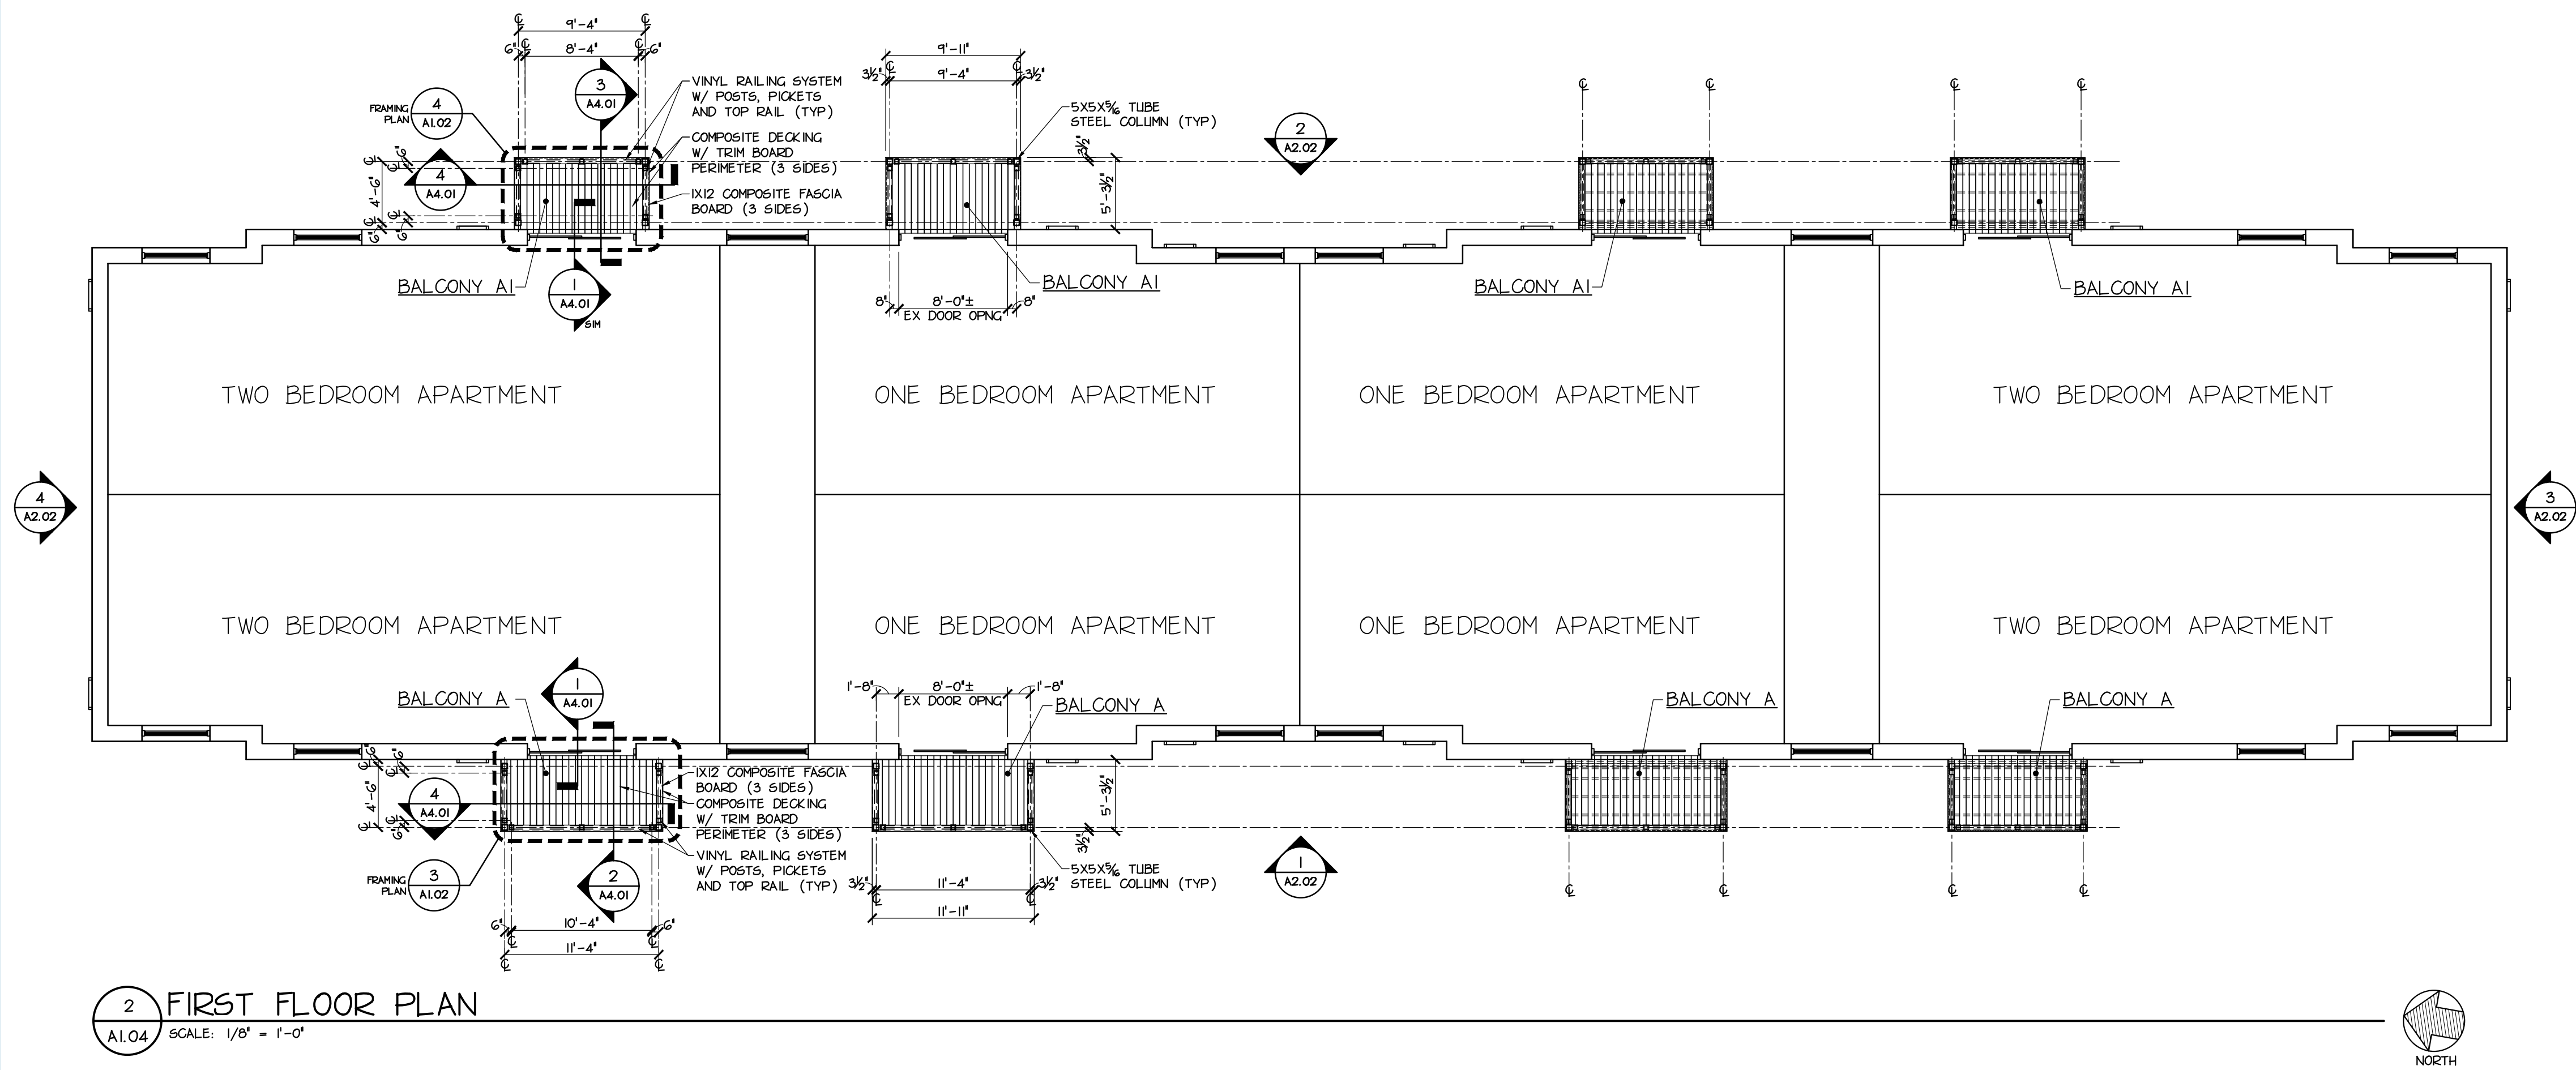 9'-4"
6"
8'-4"
6"
3
A4.01
4
A1.02
FRAMING
PLAN
VINYL RAILING SYSTEM
W/ POSTS, PICKETS
AND TOP RAIL (TYP)
COMPOSITE DECKING
W/ TRIM BOARD
PERIMETER (3 SIDES)
1X12 COMPOSITE FASCIA
BOARD (3 SIDES)
6"
4'-6"
6"
6"
4
A4.01
BALCONY A1
1
A4.01
SIM
9'-11"
3½"
9'-4"
3½"
5X5X5/16 TUBE
STEEL COLUMN (TYP)
3½"
5'-3½"
BALCONY A1
8"
8'-0"±
8"
EX DOOR OPNG
2
A2.02
BALCONY A1
BALCONY A1
TWO BEDROOM APARTMENT
ONE BEDROOM APARTMENT
ONE BEDROOM APARTMENT
TWO BEDROOM APARTMENT
4
A2.02
3
A2.02
TWO BEDROOM APARTMENT
ONE BEDROOM APARTMENT
ONE BEDROOM APARTMENT
TWO BEDROOM APARTMENT
BALCONY A
1
A4.01
1'-8"
8'-0"±
1'-8"
EX DOOR OPNG
BALCONY A
BALCONY A
BALCONY A
6"
6"
4'-6"
6"
4
A4.01
3
A1.02
FRAMING
PLAN
1X12 COMPOSITE FASCIA
BOARD (3 SIDES)
COMPOSITE DECKING
W/ TRIM BOARD
PERIMETER (3 SIDES)
VINYL RAILING SYSTEM
W/ POSTS, PICKETS
AND TOP RAIL (TYP)
2
A4.01
6"
10'-4"
6"
11'-4"
5'-3½"
3½"
5X5X5/16 TUBE
STEEL COLUMN (TYP)
3½"
11'-4"
3½"
11'-11"
1
A2.02
2
A1.04
FIRST FLOOR PLAN
SCALE: 1/8" = 1'-0"
NORTH